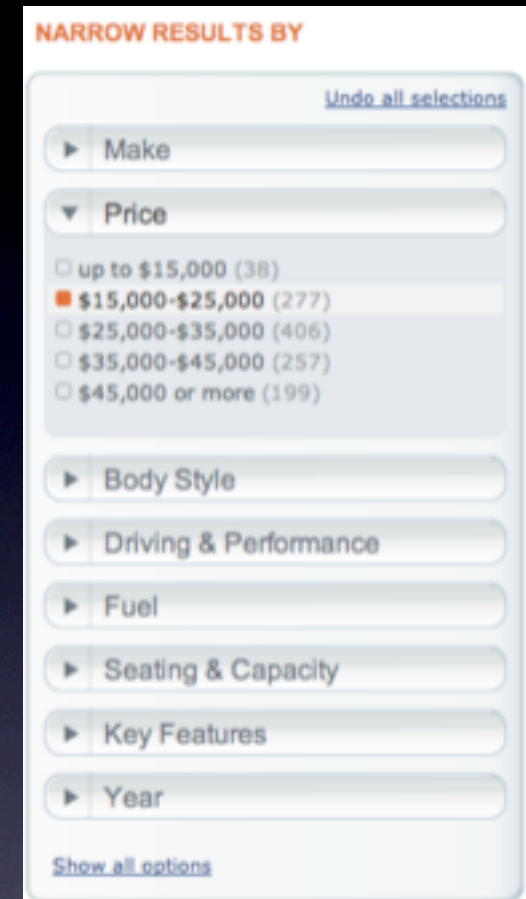 NARROW RESULTS BY
Undo all selections
Make
Price
up to $15,000 (38)
$15,000-$25,000 (277)
$25,000-$35,000 (406)
$35,000-$45,000 (257)
$45,000 or more (199)
Body Style
Driving & Performance
Fuel
Seating & Capacity
Key Features
Year
Show all options